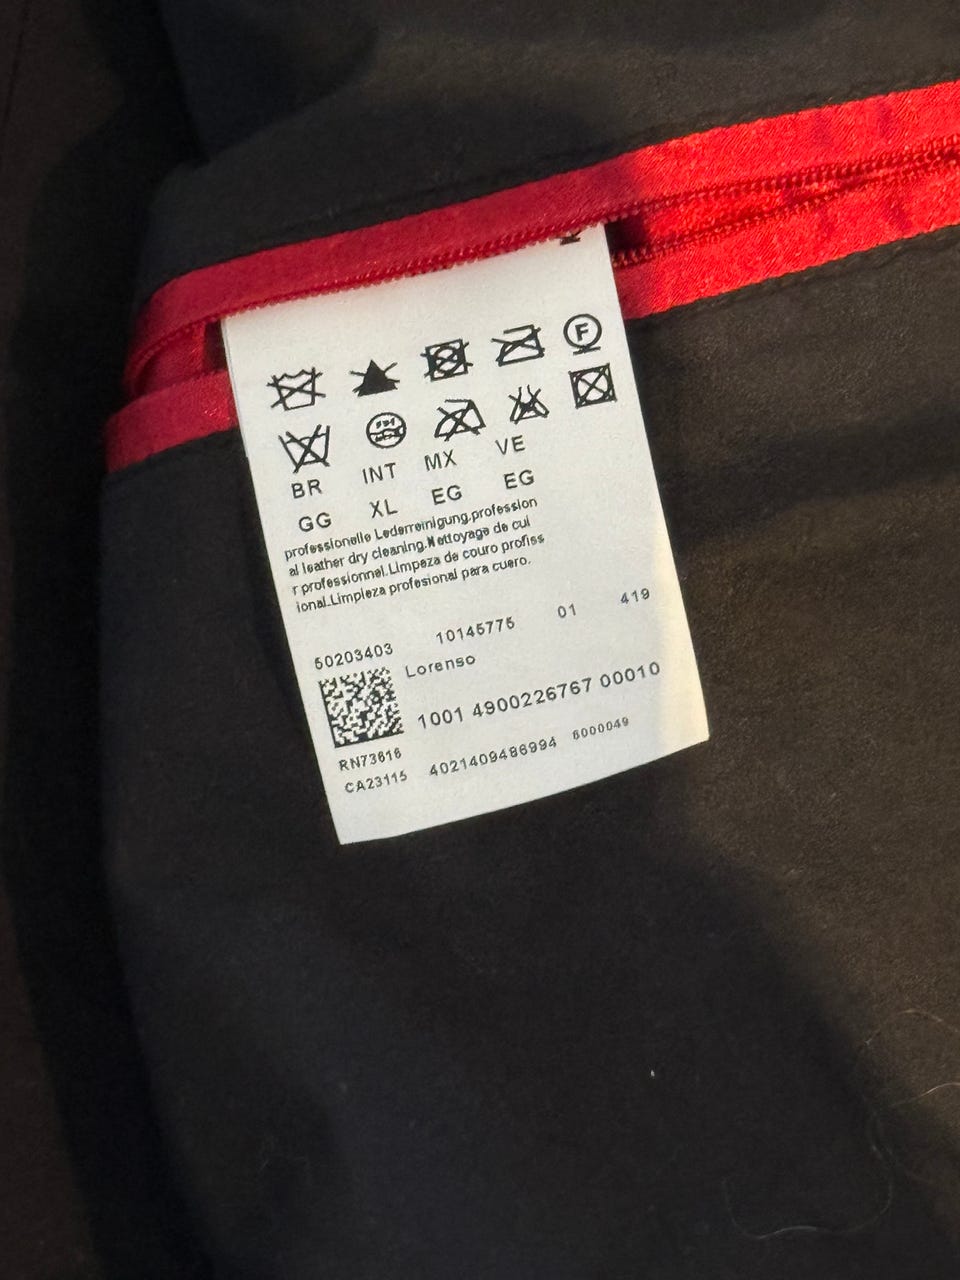 F
BR INT MX VE
GG XL EG EG
professionelle Lederreinigung.profession
al leather dry cleaning.Nettoyage de cui
r professionnel.Limpeza de couro profiss
ional.Limpieza profesional para cuero.
50203403 10145775 01 419
Lorenso
1001 4900226767 00010
RN73616
CA23115 4021409486994 6000049